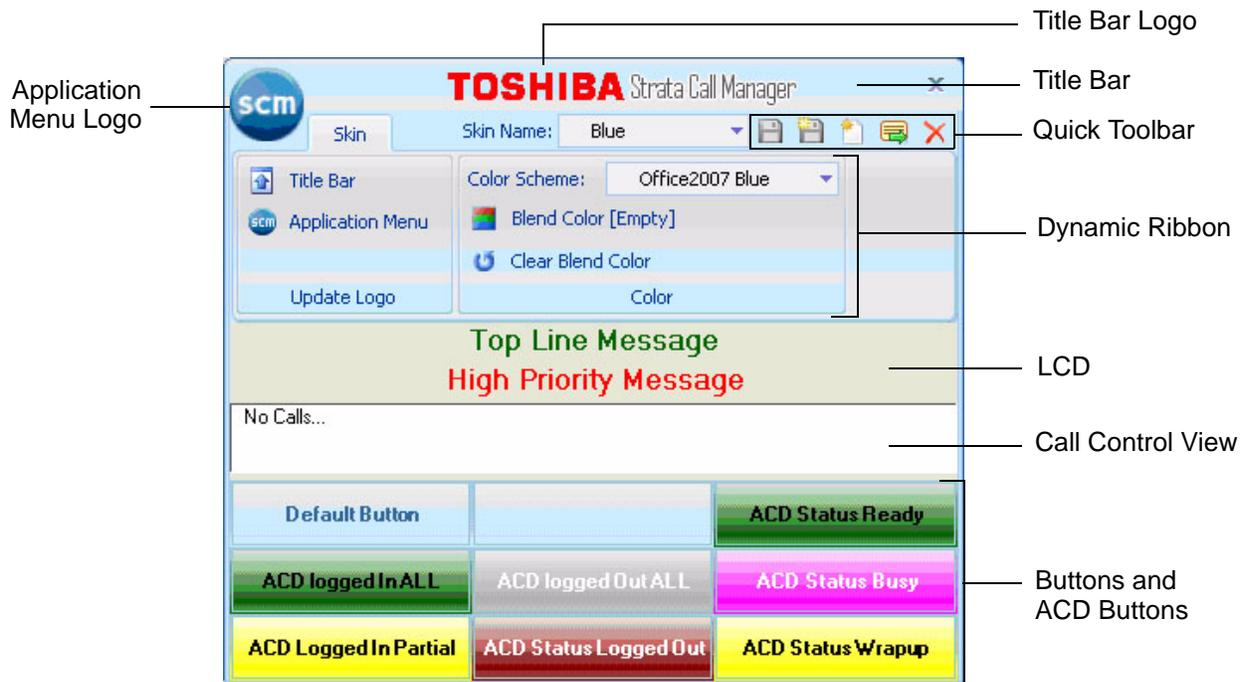 Title Bar Logo
Application
Menu Logo
scm
TOSHIBA Strata Call Manager
Title Bar
Skin
Skin Name: Blue
Quick Toolbar
Title Bar
Color Scheme: Office2007 Blue
scm Application Menu
Blend Color [Empty]
Dynamic Ribbon
Clear Blend Color
Update Logo
Color
Top Line Message
High Priority Message
LCD
No Calls...
Call Control View
Default Button
ACD Status Ready
ACD logged In ALL
ACD logged Out ALL
ACD Status Busy
Buttons and
ACD Buttons
ACD Logged In Partial
ACD Status Logged Out
ACD Status Wrapup